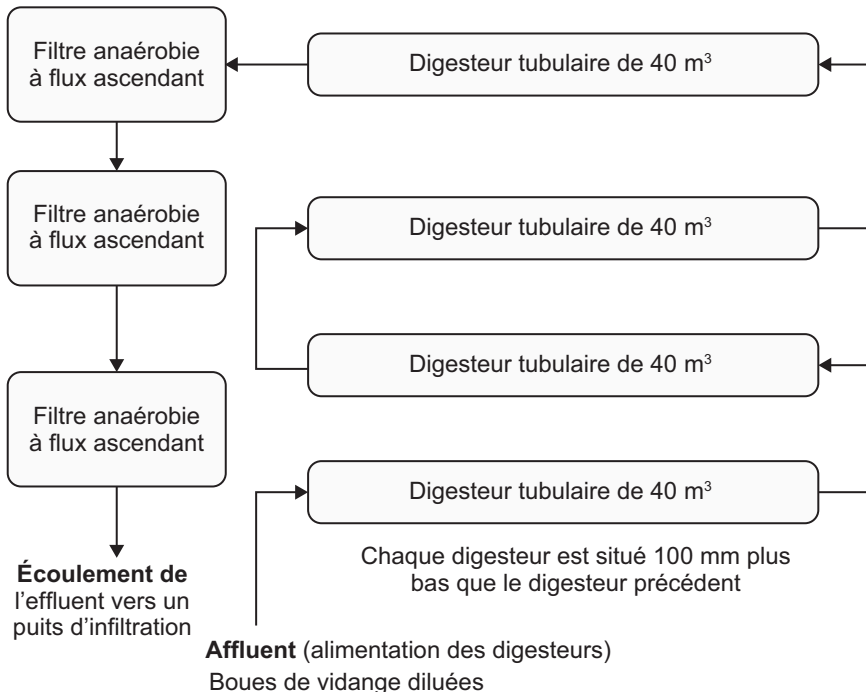 Filtre anaérobie
à flux ascendant
Digesteur tubulaire de 40 m³
Filtre anaérobie
à flux ascendant
Digesteur tubulaire de 40 m³
Digesteur tubulaire de 40 m³
Filtre anaérobie
à flux ascendant
Digesteur tubulaire de 40 m³
Chaque digesteur est situé 100 mm plus
bas que le digesteur précédent
Écoulement de
l'effluent vers un
puits d'infiltration
Affluent (alimentation des digesteurs)
Boues de vidange diluées